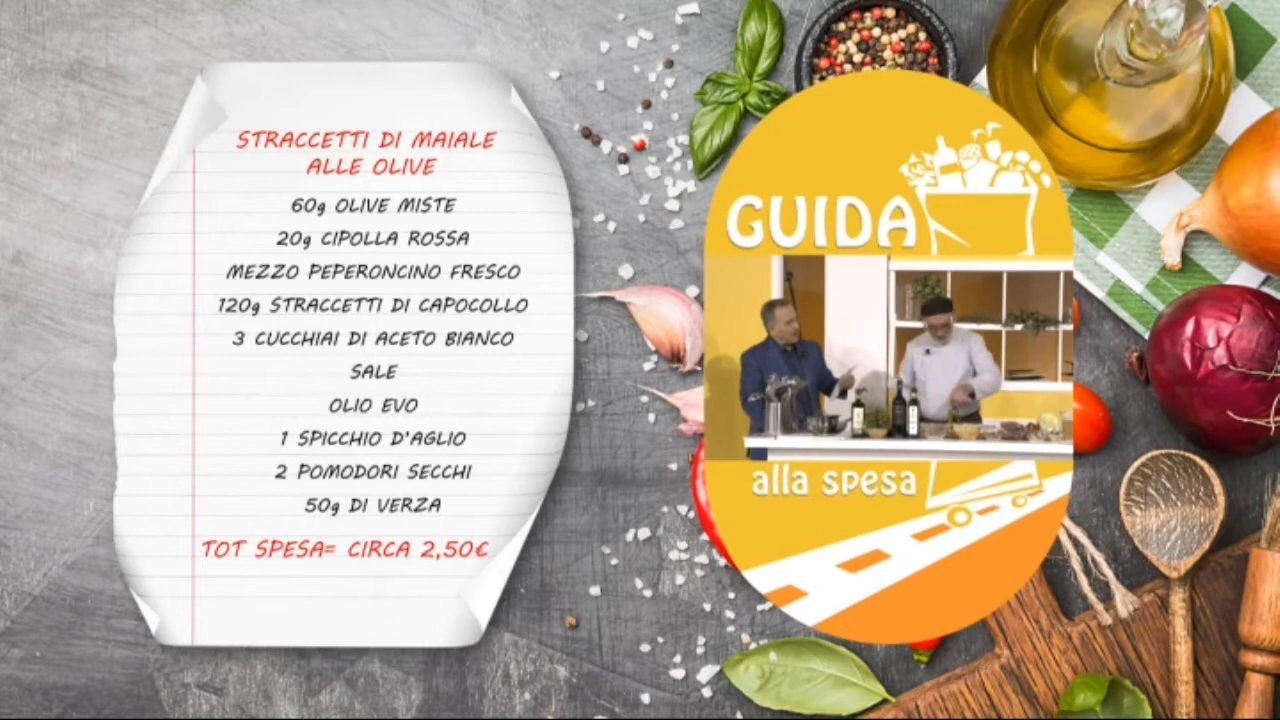 STRACCETTI DI MAIALE
ALLE OLIVE
60g OLIVE MISTE
20g CIPOLLA ROSSA
MEZZO PEPERONCINO FRESCO
120g STRACCETTI DI CAPOCOLLO
3 CUCCHIAI DI ACETO BIANCO
SALE
OLIO EVO
1 SPICCHIO D'AGLIO
2 POMODORI SECCHI
50g DI VERZA
TOT SPESA= CIRCA 2,50€
GUIDA
alla spesa